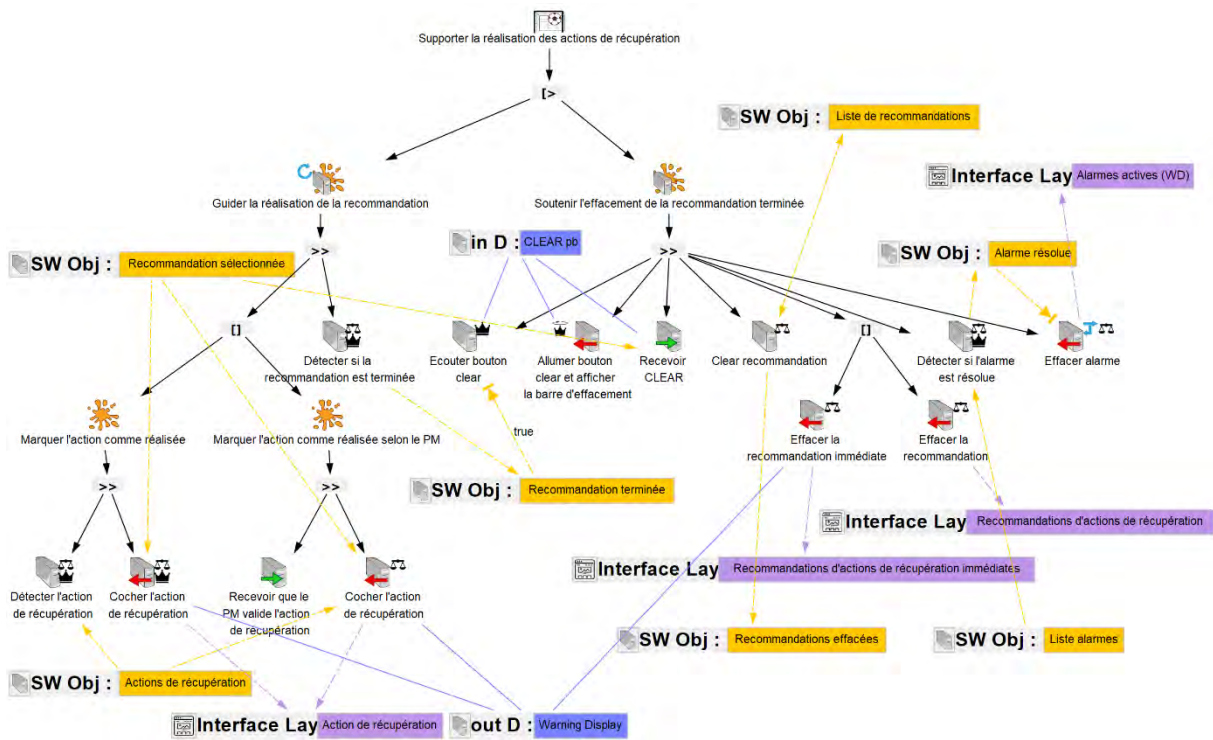 Supporter la réalisation des actions de récupération
[>
SW Obj :
Liste de recommandations
Interface Lay
Alarmes actives (WD)
Guider la réalisation de la recommandation
Soutenir l'effacement de la recommandation terminée
>>
in D :
CLEAR pb
>>
SW Obj :
Alarme résolue
SW Obj :
Recommandation sélectionnée
[]
Détecter si la
recommandation est terminée
Ecouter bouton
clear
Allumer bouton
clear et afficher
la barre d'effacement
Recevoir
CLEAR
Clear recommandation
[]
Détecter si l'alarme
est résolue
Effacer alarme
Marquer l'action comme réalisée
Marquer l'action comme réalisée selon le PM
true
Effacer la
recommandation immédiate
Effacer la
recommandation
>>
>>
SW Obj :
Recommandation terminée
Interface Lay
Recommandations d'actions de récupération
Interface Lay
Recommandations d'actions de récupération immédiates
Détecter l'action
de récupération
Cocher l'action
de récupération
Recevoir que le
PM valide l'action
de récupération
Cocher l'action
de récupération
SW Obj :
Recommandations effacées
SW Obj :
Liste alarmes
SW Obj :
Actions de récupération
Interface Lay
Action de récupération
out D :
Warning Display